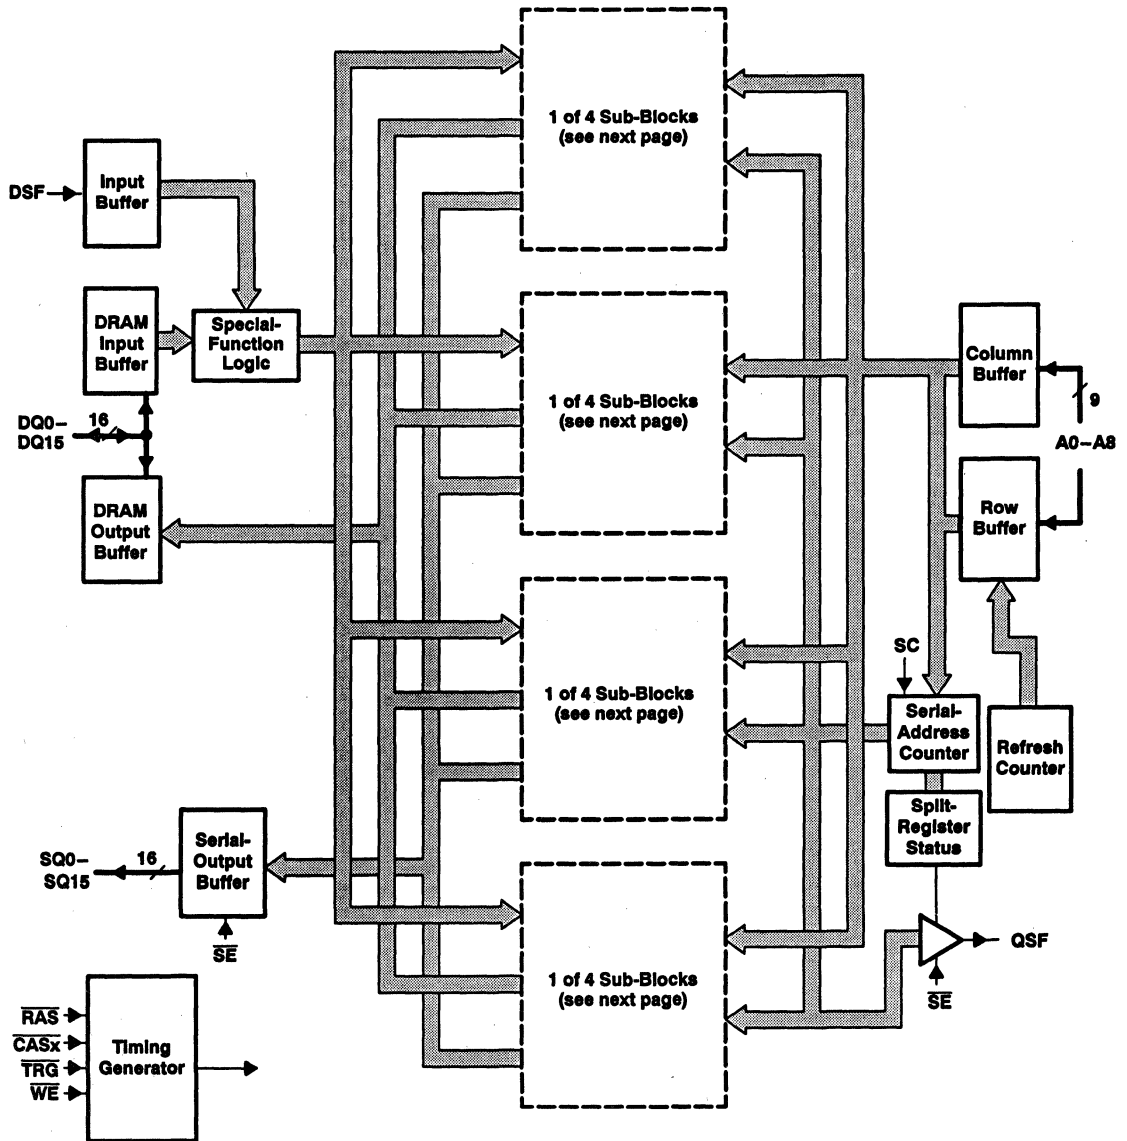 1 of 4 Sub-Blocks
(see next page)
DSF
Input
Buffer
DRAM
Input
Buffer
Special-
Function
Logic
1 of 4 Sub-Blocks
(see next page)
Column
Buffer
9
DQ0–
DQ15
16
A0–A8
DRAM
Output
Buffer
Row
Buffer
1 of 4 Sub-Blocks
(see next page)
SC
Serial-
Address
Counter
Refresh
Counter
Split-
Register
Status
SQ0–
SQ15
16
Serial-
Output
Buffer
SE
1 of 4 Sub-Blocks
(see next page)
QSF
SE
RAS
CASx
TRG
WE
Timing
Generator